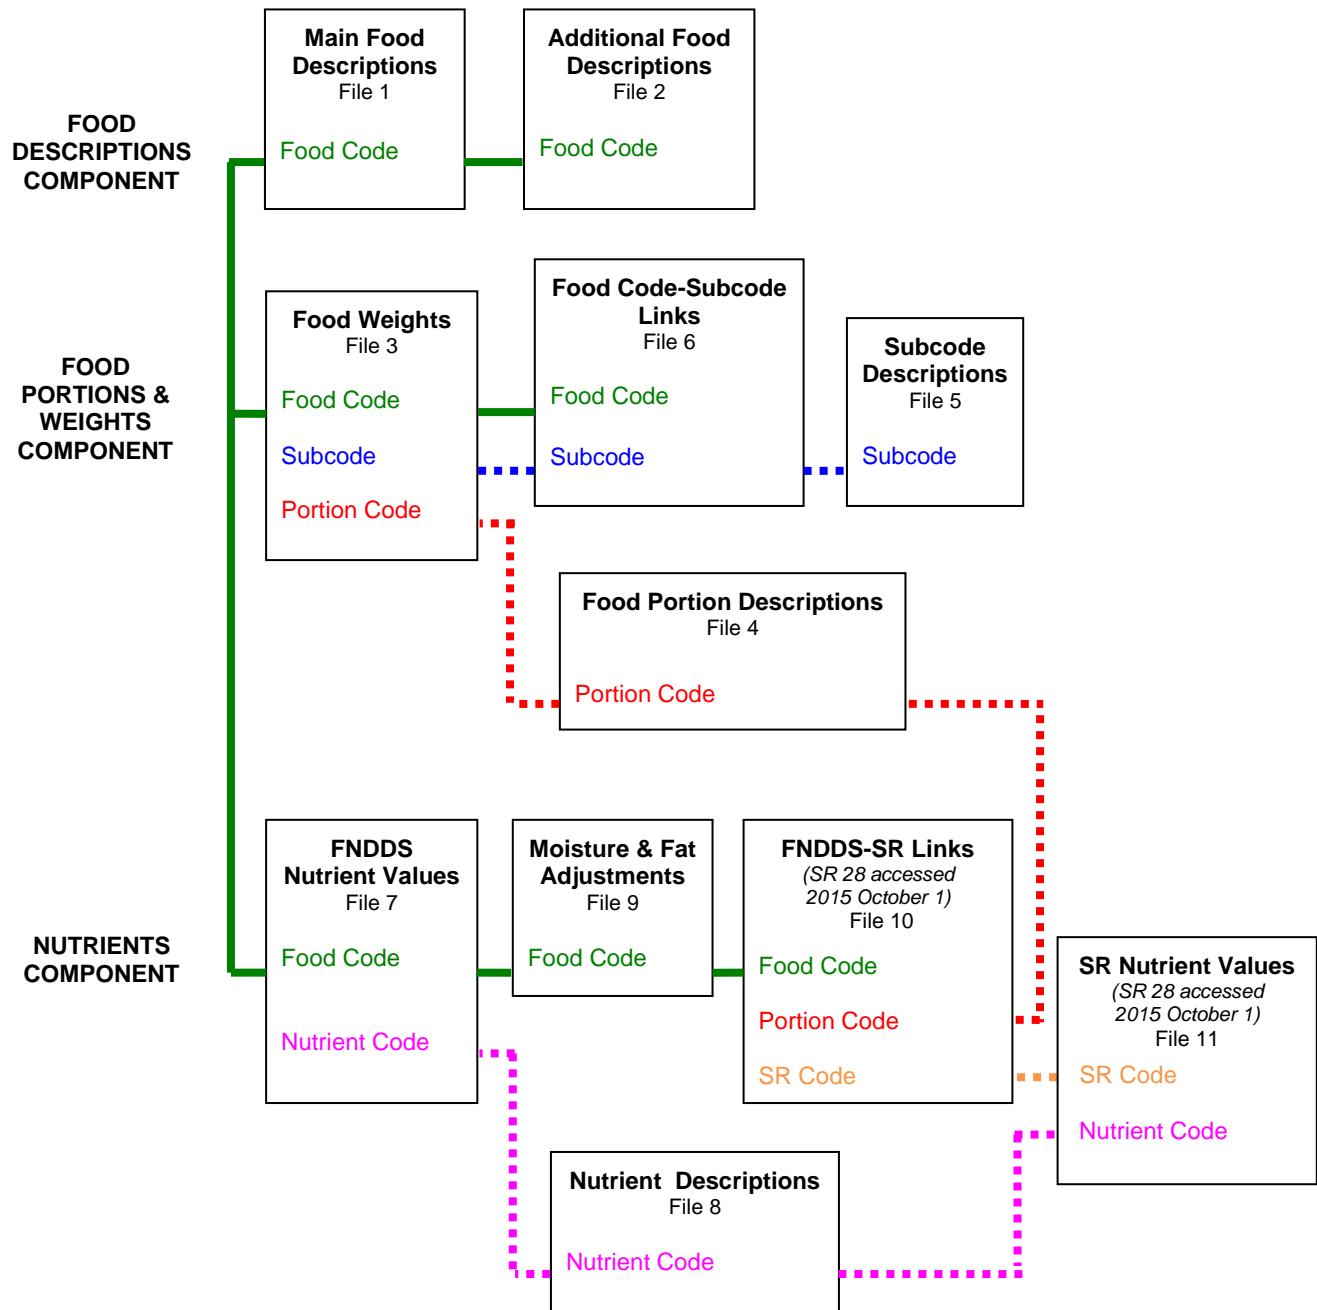 Main Food
Descriptions
File 1
Food Code
Additional Food
Descriptions
File 2
Food Code
FOOD
DESCRIPTIONS
COMPONENT
Food Weights
File 3
Food Code
Subcode
Portion Code
Food Code-Subcode
Links
File 6
Food Code
Subcode
Subcode
Descriptions
File 5
Subcode
FOOD
PORTIONS &
WEIGHTS
COMPONENT
Food Portion Descriptions
File 4
Portion Code
FNDDS
Nutrient Values
File 7
Food Code
Nutrient Code
Moisture & Fat
Adjustments
File 9
Food Code
FNDDS-SR Links
(SR 28 accessed
2015 October 1)
File 10
Food Code
Portion Code
SR Code
NUTRIENTS
COMPONENT
SR Nutrient Values
(SR 28 accessed
2015 October 1)
File 11
SR Code
Nutrient Code
Nutrient  Descriptions
File 8
Nutrient Code